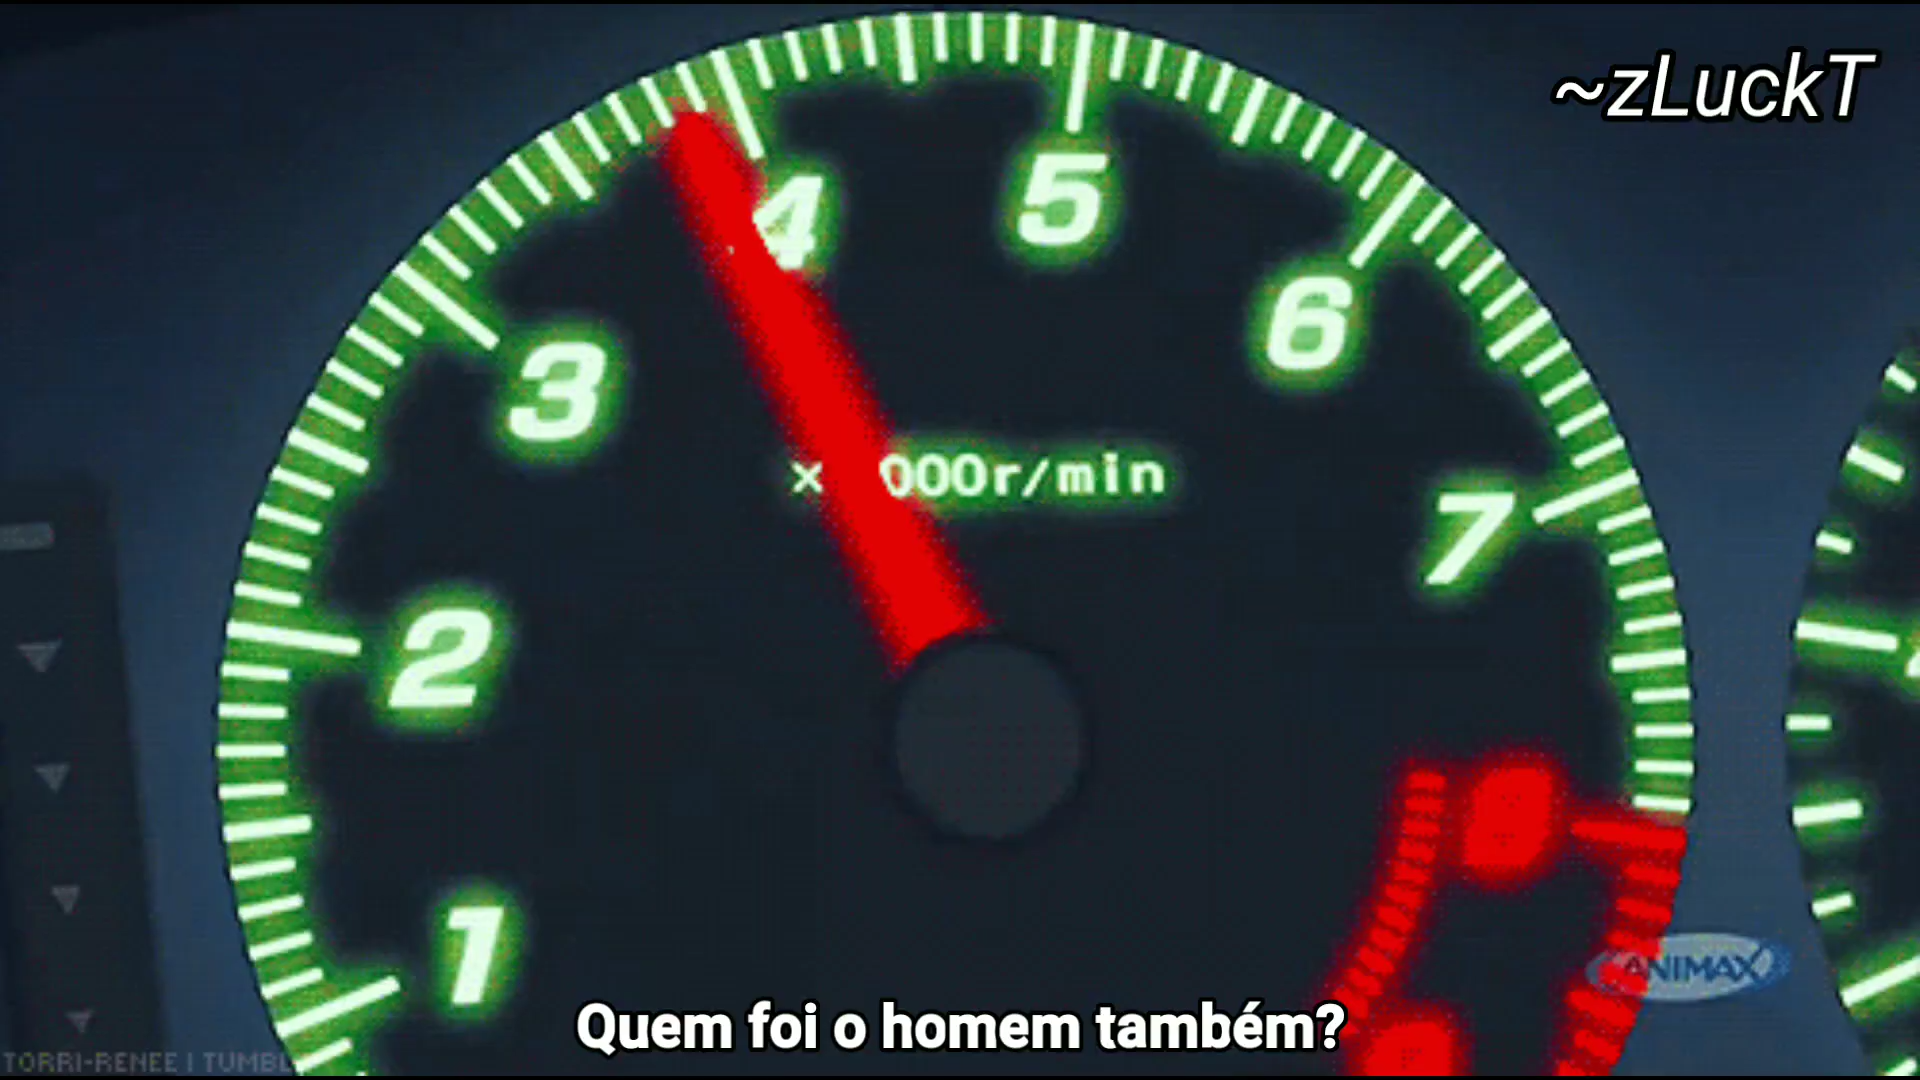 ~zLuckT
4
5
6
3
000r/min
7
2
1
ANIMAX
Quem foi o homem também?
TORRI-RENEE | TUMBL